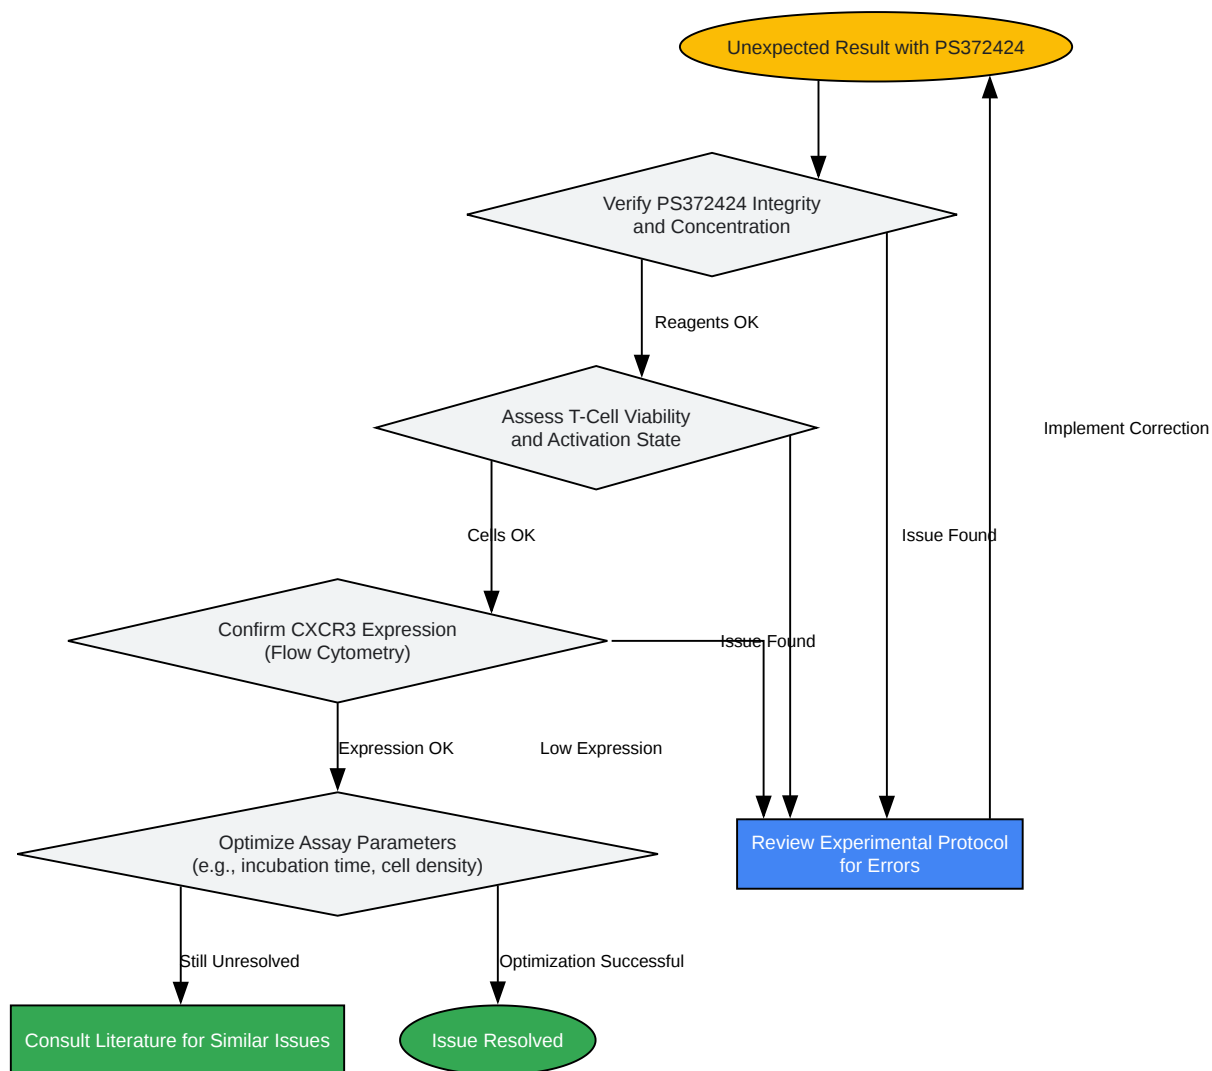 Unexpected Result with PS372424
Verify PS372424 Integrity
and Concentration
Reagents OK
Assess T-Cell Viability
and Activation State
Implement Correction
Cells OK
Issue Found
Confirm CXCR3 Expression
(Flow Cytometry)
Issue Found
Expression OK
Low Expression
Optimize Assay Parameters
(e.g., incubation time, cell density)
Review Experimental Protocol
for Errors
Still Unresolved
Optimization Successful
Consult Literature for Similar Issues
Issue Resolved